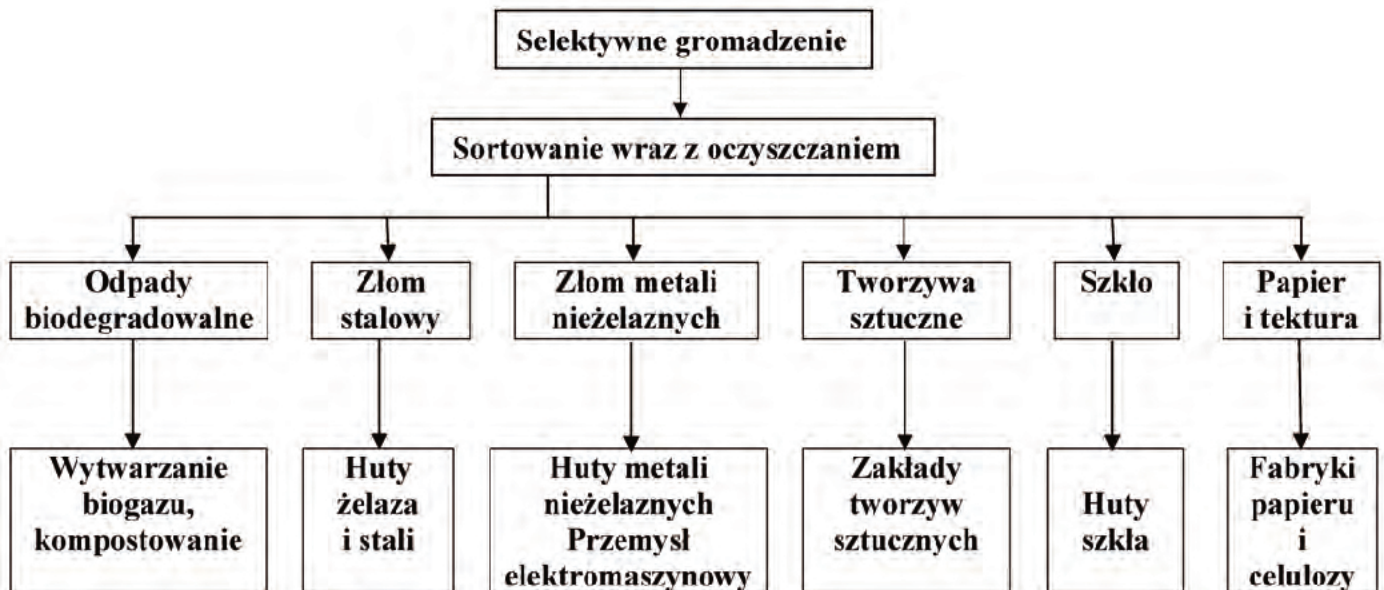 Selektywne gromadzenie
Sortowanie wraz z oczyszczaniem
Odpady
biodegradowalne
Złom
stalowy
Złom metali
nieżelaznych
Tworzywa
sztuczne
Szkło
Papier
i tektura
Wytwarzanie
biogazu,
kompostowanie
Huty
żelaza
i stali
Huty metali
nieżelaznych
Przemysł
elektromaszynowy
Zakłady
tworzyw
sztucznych
Huty
szkła
Fabryki
papieru
i
celulozy